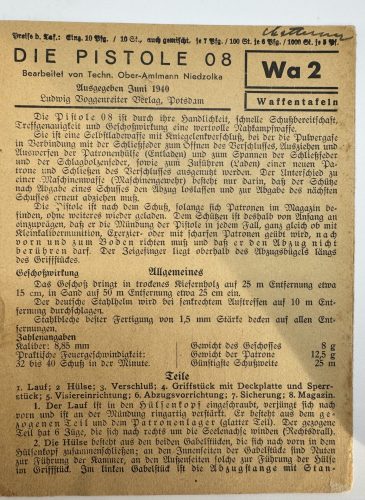 Preise d. Taf.: Einz. 10 Pfg. / 10 St., auch gemischt, je 7 Pfg. / 100 St. je 6 Pfg. / 1000 St. je 5 Pf.
DIE PISTOLE 08
Bearbeitet von Techn. Ober-Amtmann Niedzolka
Ausgegeben Juni 1940
Ludwig Voggenreiter Verlag, Potsdam
Wa 2
Waffentafeln
Die Pistole 08 ist durch ihre Handlichkeit, schnelle Schußbereitschaft,
Treffgenauigkeit und Geschoßwirkung eine wertvolle Nahkampfwaffe.
Sie ist eine Selbstladewaffe mit Kniegelenkverschluß, bei der die Pulvergase
in Verbindung mit der Schließfeder zum Öffnen des Verschlusses, Ausziehen und
Auswerfen der Patronenhülse (Entladen) und zum Spannen der Schließfeder
und der Schlagbolzenfeder, sowie zum Zuführen (Laden) einer neuen Pa-
trone und Schließen des Verschlusses ausgenutzt werden. Der Unterschied zu
einer Maschinenwaffe (Maschinengewehr) besteht nur darin, daß der Schütze
nach Abgabe eines Schusses den Abzug loslassen und zur Abgabe des nächsten
Schusses erneut abziehen muß.
Die Pistole ist nach dem Schuß, solange sich Patronen im Magazin be-
finden, ohne weiteres wieder geladen. Dem Schützen ist deshalb von Anfang an
einzuprägen, daß er die Mündung der Pistole in jedem Fall, ganz gleich ob mit
Kleinkalibermunition, Exerzier- oder mit scharfen Patronen geübt wird, nach
vorn und zum Boden richten muß und daß er den Abzug nicht
berühren darf. Der Zeigefinger liegt oberhalb des Abzugsbügels längs
des Griffstückes.
Allgemeines
Geschoßwirkung
Das Geschoß dringt in trockenes Kiefernholz auf 25 m Entfernung etwa
15 cm, in Sand auf 50 m Entfernung etwa 25 cm ein.
Der deutsche Stahlhelm wird bei senkrechten Auftreffen auf 10 m Ent-
fernung durchschlagen.
Stahlbleche bester Fertigung von 1,5 mm Stärke decken auf allen Ent-
fernungen.
Zahlenangaben
Kaliber: 8,85 mm
Praktische Feuergeschwindigkeit:
32 bis 40 Schuß in der Minute.
Gewicht des Geschosses 8 g
Gewicht der Patrone 12,5 g
Günstigste Schußweite 25 m
Teile
1. Lauf; 2 Hülse; 3. Verschluß; 4. Griffstück mit Deckplatte und Sperr-
stück; 5. Visiereinrichtung; 6. Abzugsvorrichtung; 7. Sicherung; 8. Magazin.
1. Der Lauf ist in den Hülsenkopf eingeschraubt, verjüngt sich nach
vorn und ist an der Mündung ringartig verstärkt. Er besteht aus dem ge-
zogenen Teil und dem Patronenlager (glatter Teil). Der gezogene
Teil hat 6 Züge, die sich nach rechts um die Seelenachse winden (Rechtsdrall).
2. Die Hülse besteht aus den beiden Gabelstücken, die sich nach vorn in dem
Hülsenkopf zusammenschließen; an den Innenseiten der Gabelstücke sind Nuten
zur Führung der Kammer, an den Außenseiten solche zur Führung der Hülse
im Griffstück. Im linken Gabelstück ist die Abzugstange mit Stan-